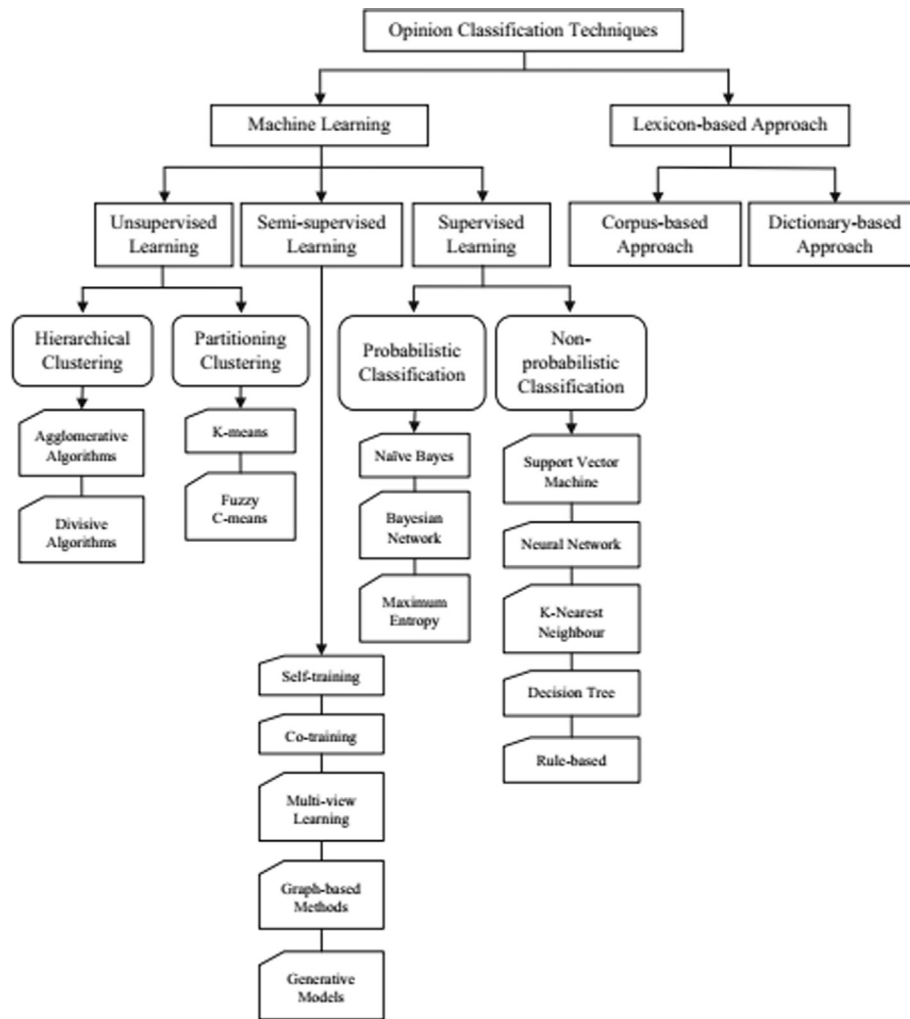 Opinion Classification Techniques
Machine Learning
Lexicon-based Approach
Unsupervised
Learning
Semi-supervised
Learning
Supervised
Learning
Corpus-based
Approach
Dictionary-based
Approach
Hierarchical
Clustering
Partitioning
Clustering
Probabilistic
Classification
Non-
probabilistic
Classification
Agglomerative
Algorithms
Divisive
Algorithms
K-means
Fuzzy
C-means
Naïve Bayes
Bayesian
Network
Maximum
Entropy
Support Vector
Machine
Neural Network
K-Nearest
Neighbour
Decision Tree
Rule-based
Self-training
Co-training
Multi-view
Learning
Graph-based
Methods
Generative
Models